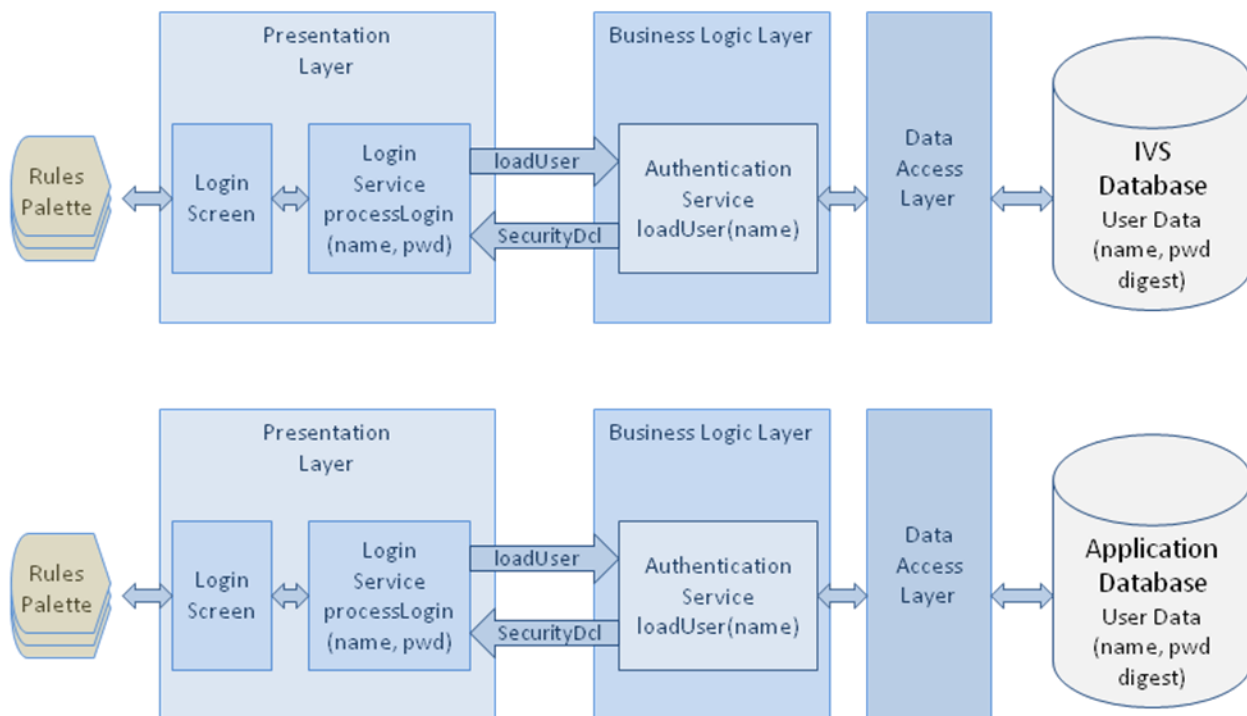 Presentation
Layer
Business Logic Layer
Rules
Palette
Login
Screen
Login
Service
processLogin
(name, pwd)
loadUser
SecurityDcl
Authentication
Service
loadUser(name)
Data
Access
Layer
IVS
Database
User Data
(name, pwd
digest)
Presentation
Layer
Business Logic Layer
Rules
Palette
Login
Screen
Login
Service
processLogin
(name, pwd)
loadUser
SecurityDcl
Authentication
Service
loadUser(name)
Data
Access
Layer
Application
Database
User Data
(name, pwd
digest)